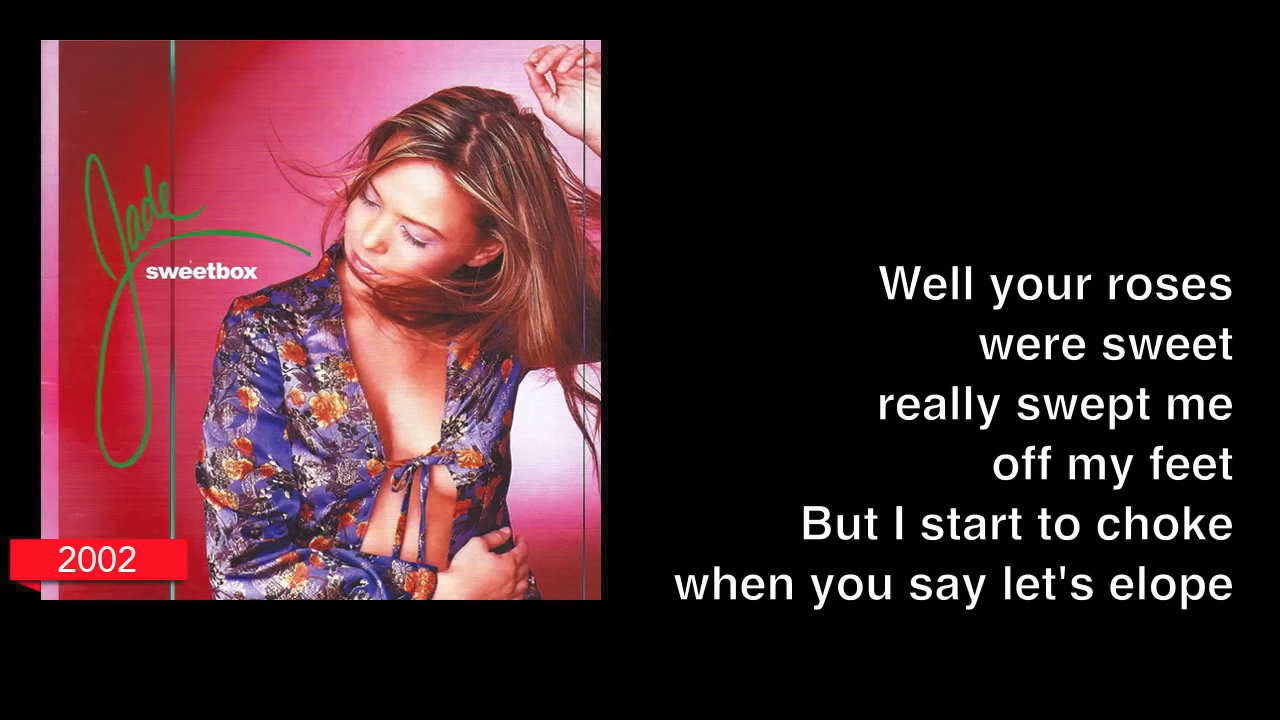 Jade
sweetbox
2002
Well your roses
were sweet
really swept me
off my feet
But I start to choke
when you say let's elope